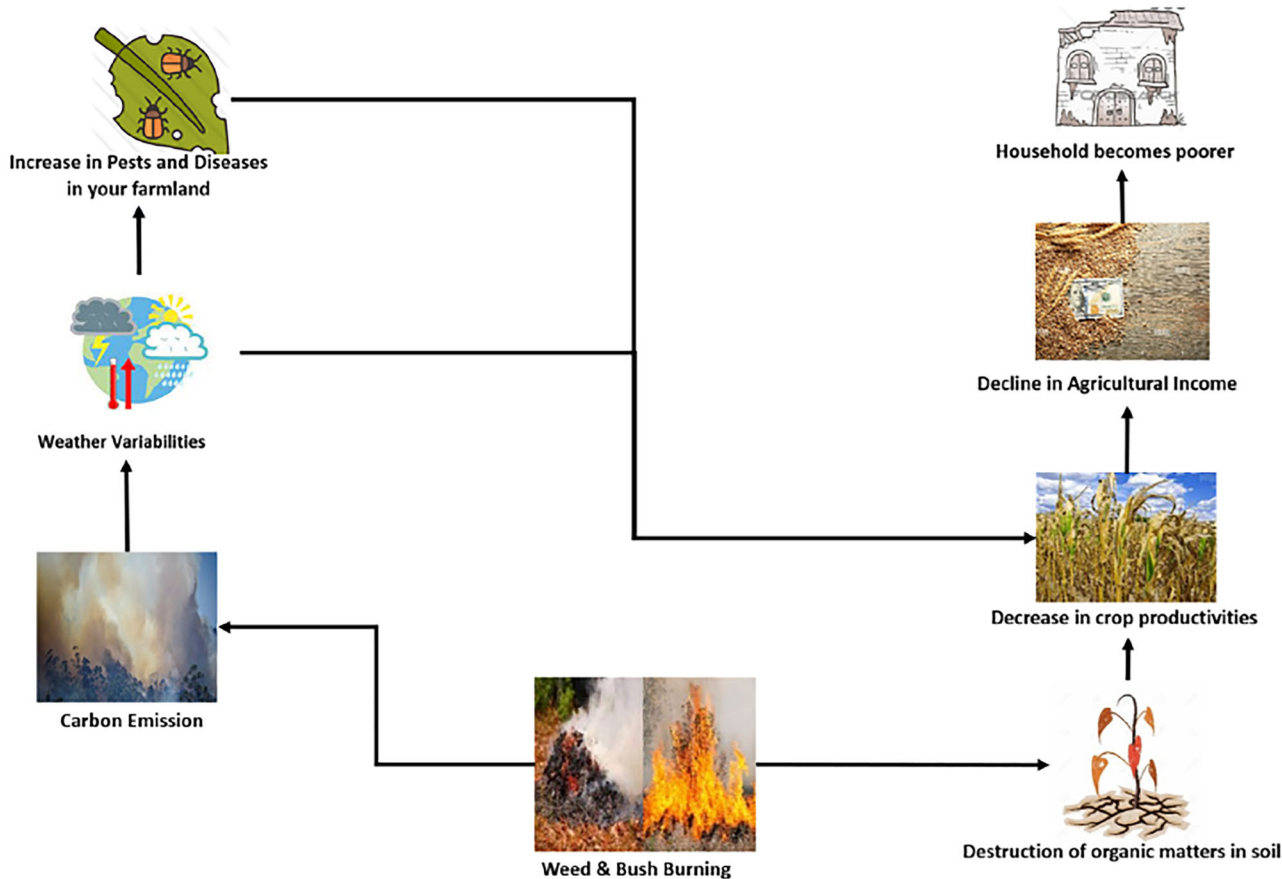 Increase in Pests and Diseases
in your farmland
Household becomes poorer
Weather Variabilities
Decline in Agricultural Income
Carbon Emission
Decrease in crop productivities
Weed & Bush Burning
Destruction of organic matters in soil